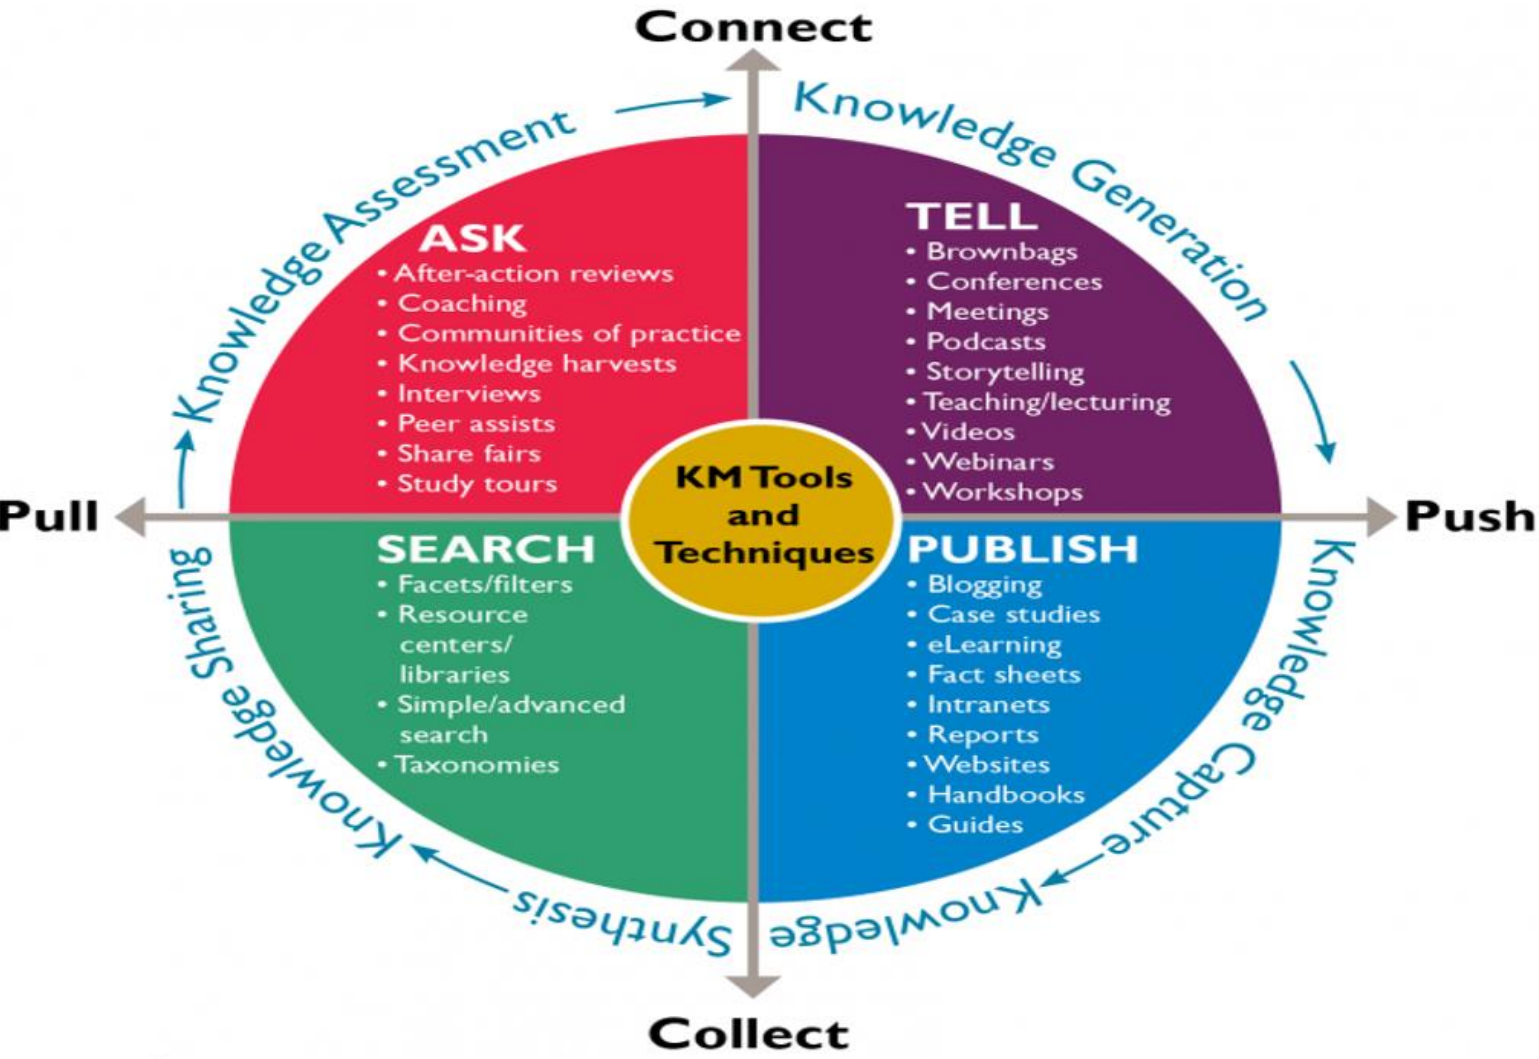 Connect
Knowledge Assessment
Knowledge Generation
ASK
• After-action reviews
• Coaching
• Communities of practice
• Knowledge harvests
• Interviews
• Peer assists
• Share fairs
• Study tours
TELL
• Brownbags
• Conferences
• Meetings
• Podcasts
• Storytelling
• Teaching/lecturing
• Videos
• Webinars
• Workshops
Pull
KM Tools
and
Techniques
Push
SEARCH
• Facets/filters
• Resource
centers/
libraries
• Simple/advanced
search
• Taxonomies
PUBLISH
• Blogging
• Case studies
• eLearning
• Fact sheets
• Intranets
• Reports
• Websites
• Handbooks
• Guides
Knowledge Capture
Knowledge Synthesis
Knowledge Sharing
Collect